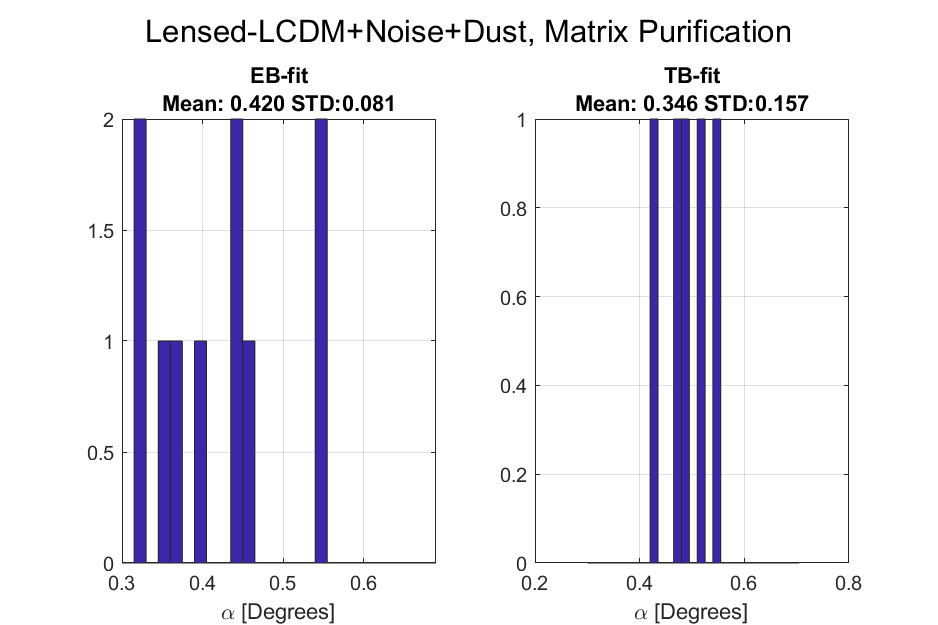 Lensed-LCDM+Noise+Dust, Matrix Purification
EB-fit
Mean: 0.420 STD:0.081
2
1.5
1
0.5
0
0.3 0.4 0.5 0.6
α [Degrees]
TB-fit
Mean: 0.346 STD:0.157
1
0.8
0.6
0.4
0.2
0
0.2 0.4 0.6 0.8
α [Degrees]